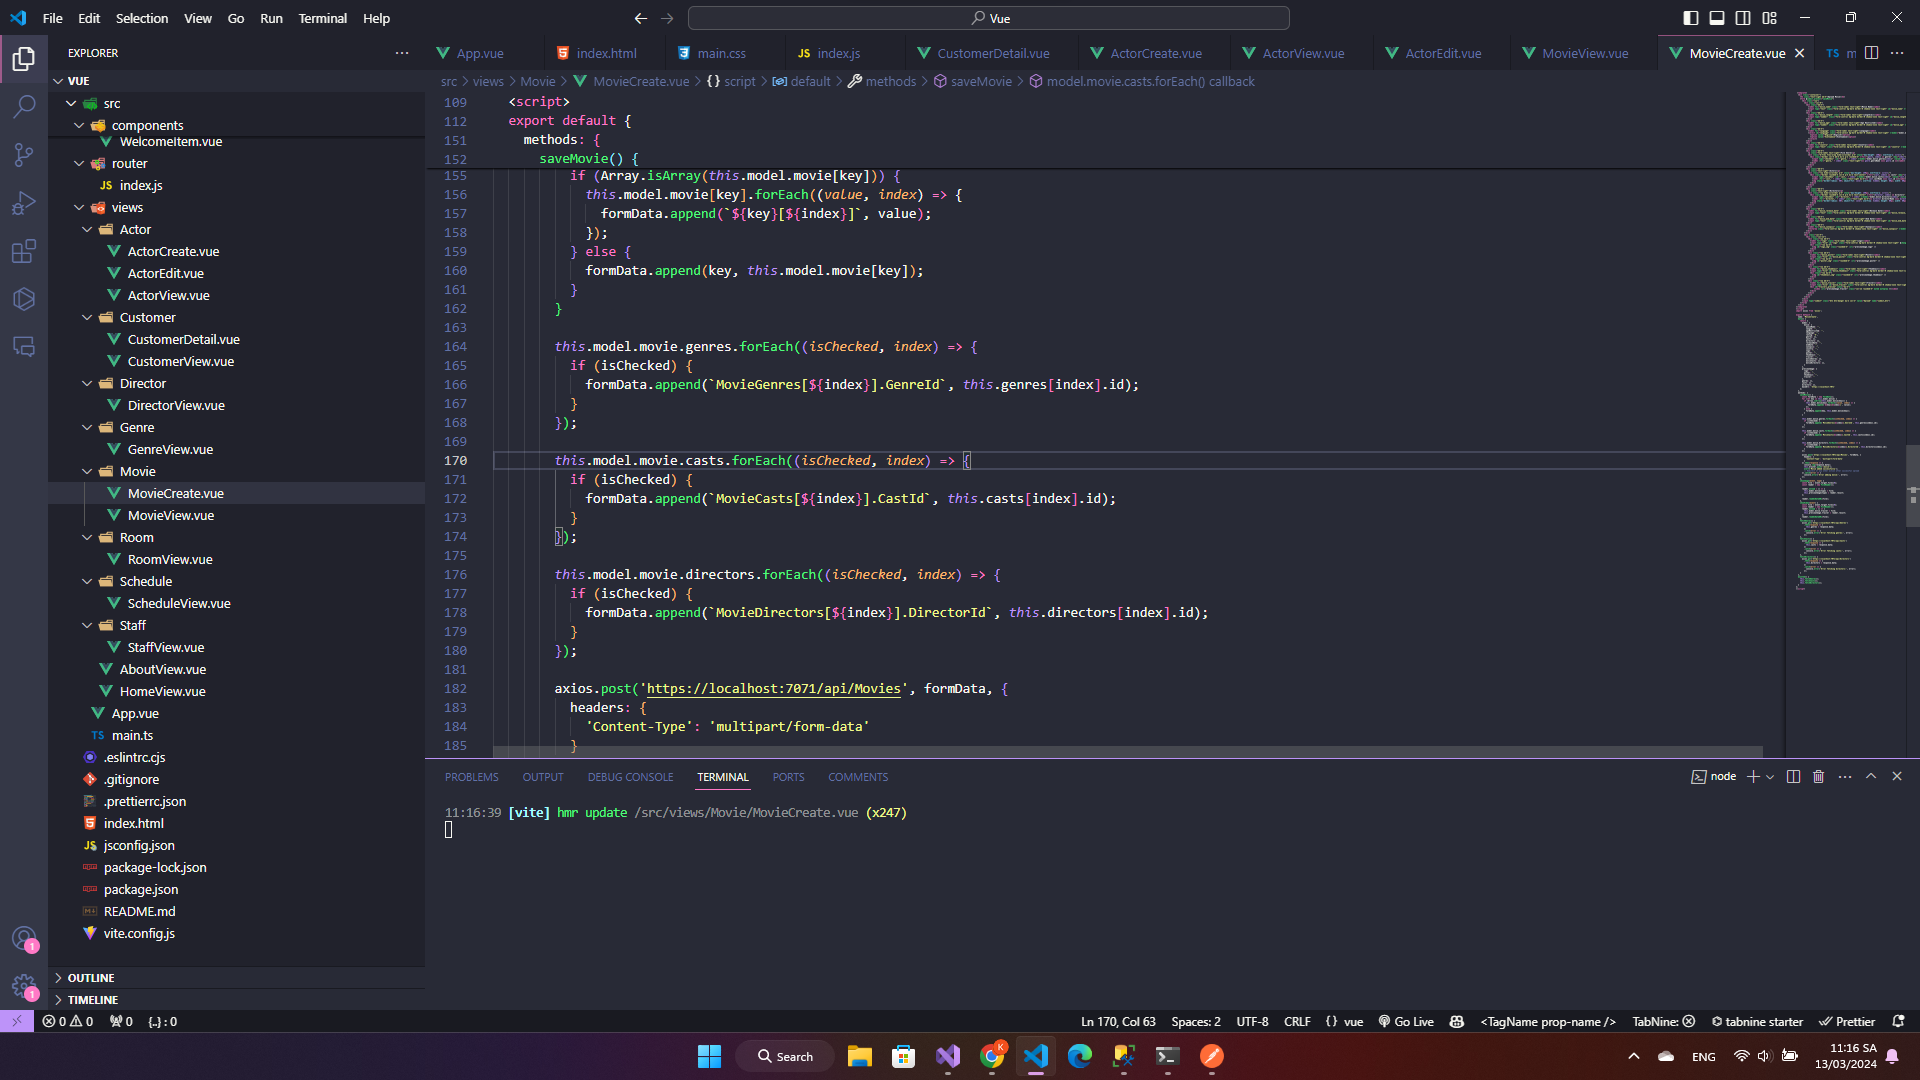 File Edit Selection View Go Run Terminal Help
Vue
EXPLORER
App.vue
index.html
main.css
JS index.js
CustomerDetail.vue
ActorCreate.vue
ActorView.vue
ActorEdit.vue
MovieView.vue
MovieCreate.vue
TS m
VUE
src
components
WelcomeItem.vue
router
JS index.js
views
Actor
ActorCreate.vue
ActorEdit.vue
ActorView.vue
Customer
CustomerDetail.vue
CustomerView.vue
Director
DirectorView.vue
Genre
GenreView.vue
Movie
MovieCreate.vue
MovieView.vue
Room
RoomView.vue
Schedule
ScheduleView.vue
Staff
StaffView.vue
AboutView.vue
HomeView.vue
App.vue
TS main.ts
.eslintrc.cjs
.gitignore
.prettierrc.json
index.html
JS jsconfig.json
package-lock.json
package.json
README.md
vite.config.js
OUTLINE
TIMELINE
src > views > Movie > MovieCreate.vue > {} script > default > methods > saveMovie > model.movie.casts.forEach() callback
109 <script>
112 export default {
151 methods: {
152 saveMovie() {
155 if (Array.isArray(this.model.movie[key])) {
156 this.model.movie[key].forEach((value, index) => {
157 formData.append(`${key}[${index}]`, value);
158 });
159 } else {
160 formData.append(key, this.model.movie[key]);
161 }
162 }
163
164 this.model.movie.genres.forEach((isChecked, index) => {
165 if (isChecked) {
166 formData.append(`MovieGenres[${index}].GenreId`, this.genres[index].id);
167 }
168 });
169
170 this.model.movie.casts.forEach((isChecked, index) => {
171 if (isChecked) {
172 formData.append(`MovieCasts[${index}].CastId`, this.casts[index].id);
173 }
174 });
175
176 this.model.movie.directors.forEach((isChecked, index) => {
177 if (isChecked) {
178 formData.append(`MovieDirectors[${index}].DirectorId`, this.directors[index].id);
179 }
180 });
181
182 axios.post('https://localhost:7071/api/Movies', formData, {
183 headers: {
184 'Content-Type': 'multipart/form-data'
185 }
PROBLEMS OUTPUT DEBUG CONSOLE TERMINAL PORTS COMMENTS
node
11:16:39 [vite] hmr update /src/views/Movie/MovieCreate.vue (x247)
1
1
0 0 0 {..} : 0
Ln 170, Col 63 Spaces: 2 UTF-8 CRLF {} vue Go Live <TagName prop-name /> TabNine: tabnine starter Prettier
Search
K
ENG
11:16 SA
13/03/2024